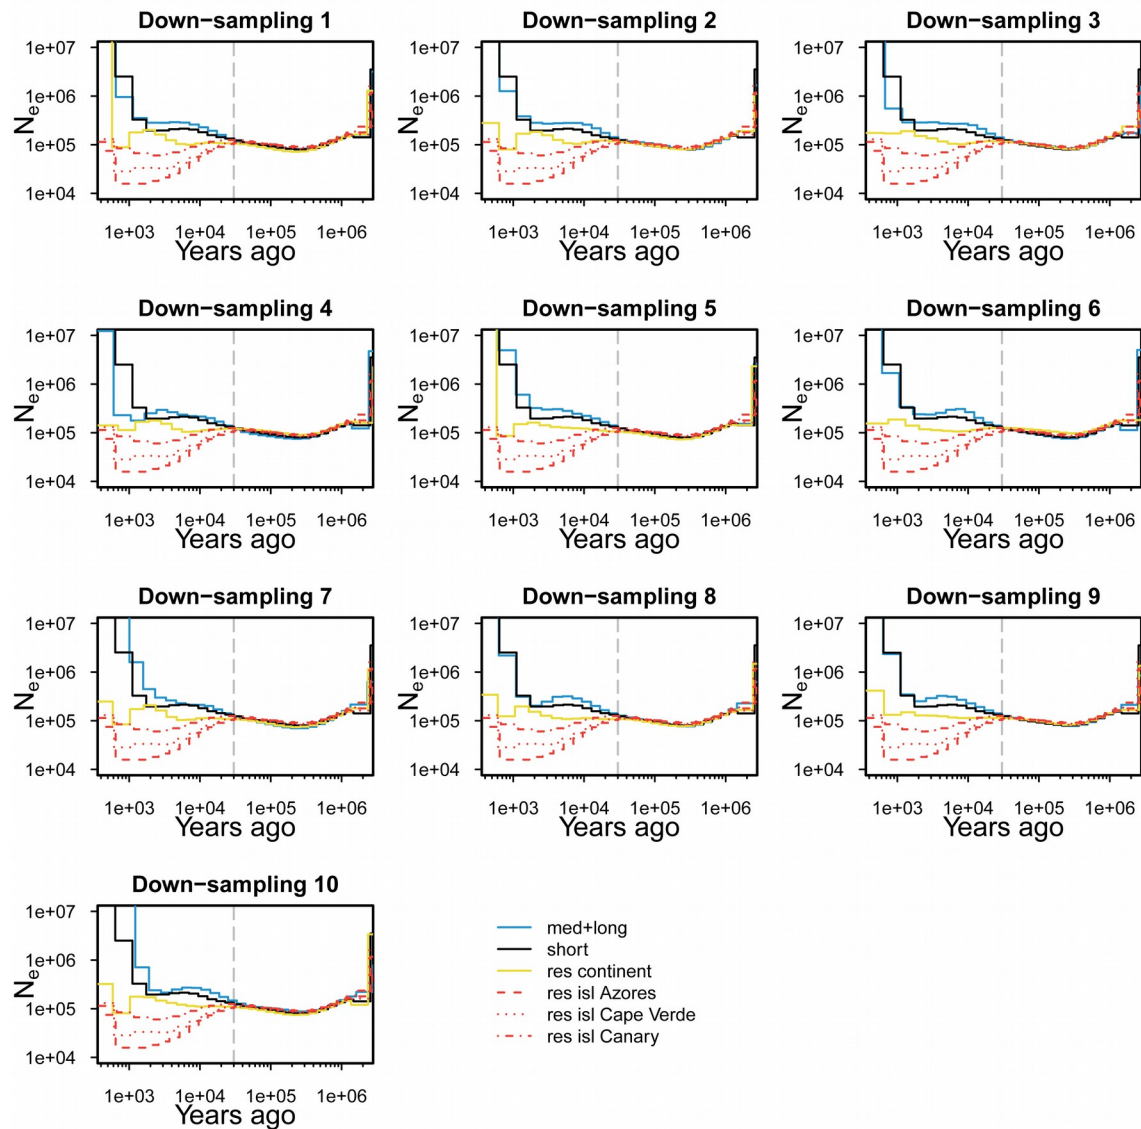 Down−sampling 1
Down−sampling 2
Down−sampling 3
1e+07
1e+06
1e+05
1e+04
Ne
1e+03 1e+04 1e+05 1e+06
Years ago
1e+07
1e+06
1e+05
1e+04
Ne
1e+03 1e+04 1e+05 1e+06
Years ago
1e+07
1e+06
1e+05
1e+04
Ne
1e+03 1e+04 1e+05 1e+06
Years ago
Down−sampling 4
Down−sampling 5
Down−sampling 6
1e+07
1e+06
1e+05
1e+04
Ne
1e+03 1e+04 1e+05 1e+06
Years ago
1e+07
1e+06
1e+05
1e+04
Ne
1e+03 1e+04 1e+05 1e+06
Years ago
1e+07
1e+06
1e+05
1e+04
Ne
1e+03 1e+04 1e+05 1e+06
Years ago
Down−sampling 7
Down−sampling 8
Down−sampling 9
1e+07
1e+06
1e+05
1e+04
Ne
1e+03 1e+04 1e+05 1e+06
Years ago
1e+07
1e+06
1e+05
1e+04
Ne
1e+03 1e+04 1e+05 1e+06
Years ago
1e+07
1e+06
1e+05
1e+04
Ne
1e+03 1e+04 1e+05 1e+06
Years ago
Down−sampling 10
1e+07
1e+06
1e+05
1e+04
Ne
1e+03 1e+04 1e+05 1e+06
Years ago
med+long
short
res continent
res isl Azores
res isl Cape Verde
res isl Canary